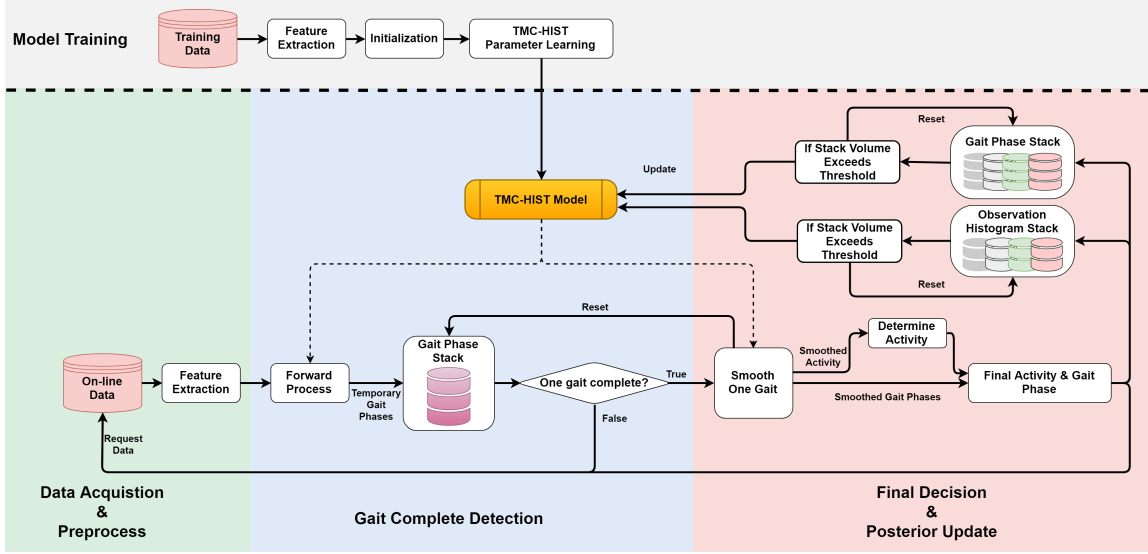 Model Training
Training
Data
Feature
Extraction
Initialization
TMC-HIST
Parameter Learning
TMC-HIST Model
Update
If Stack Volume
Exceeds
Threshold
Reset
Gait Phase Stack
If Stack Volume
Exceeds
Threshold
Observation
Histogram Stack
Reset
On-line
Data
Feature
Extraction
Forward
Process
Temporary
Gait
Phases
Gait Phase
Stack
Reset
One gait complete?
True
False
Smooth
One Gait
Smoothed
Activity
Determine
Activity
Smoothed Gait Phases
Final Activity & Gait
Phase
Request
Data
Data Acquistion
&
Preprocess
Gait Complete Detection
Final Decision
&
Posterior Update